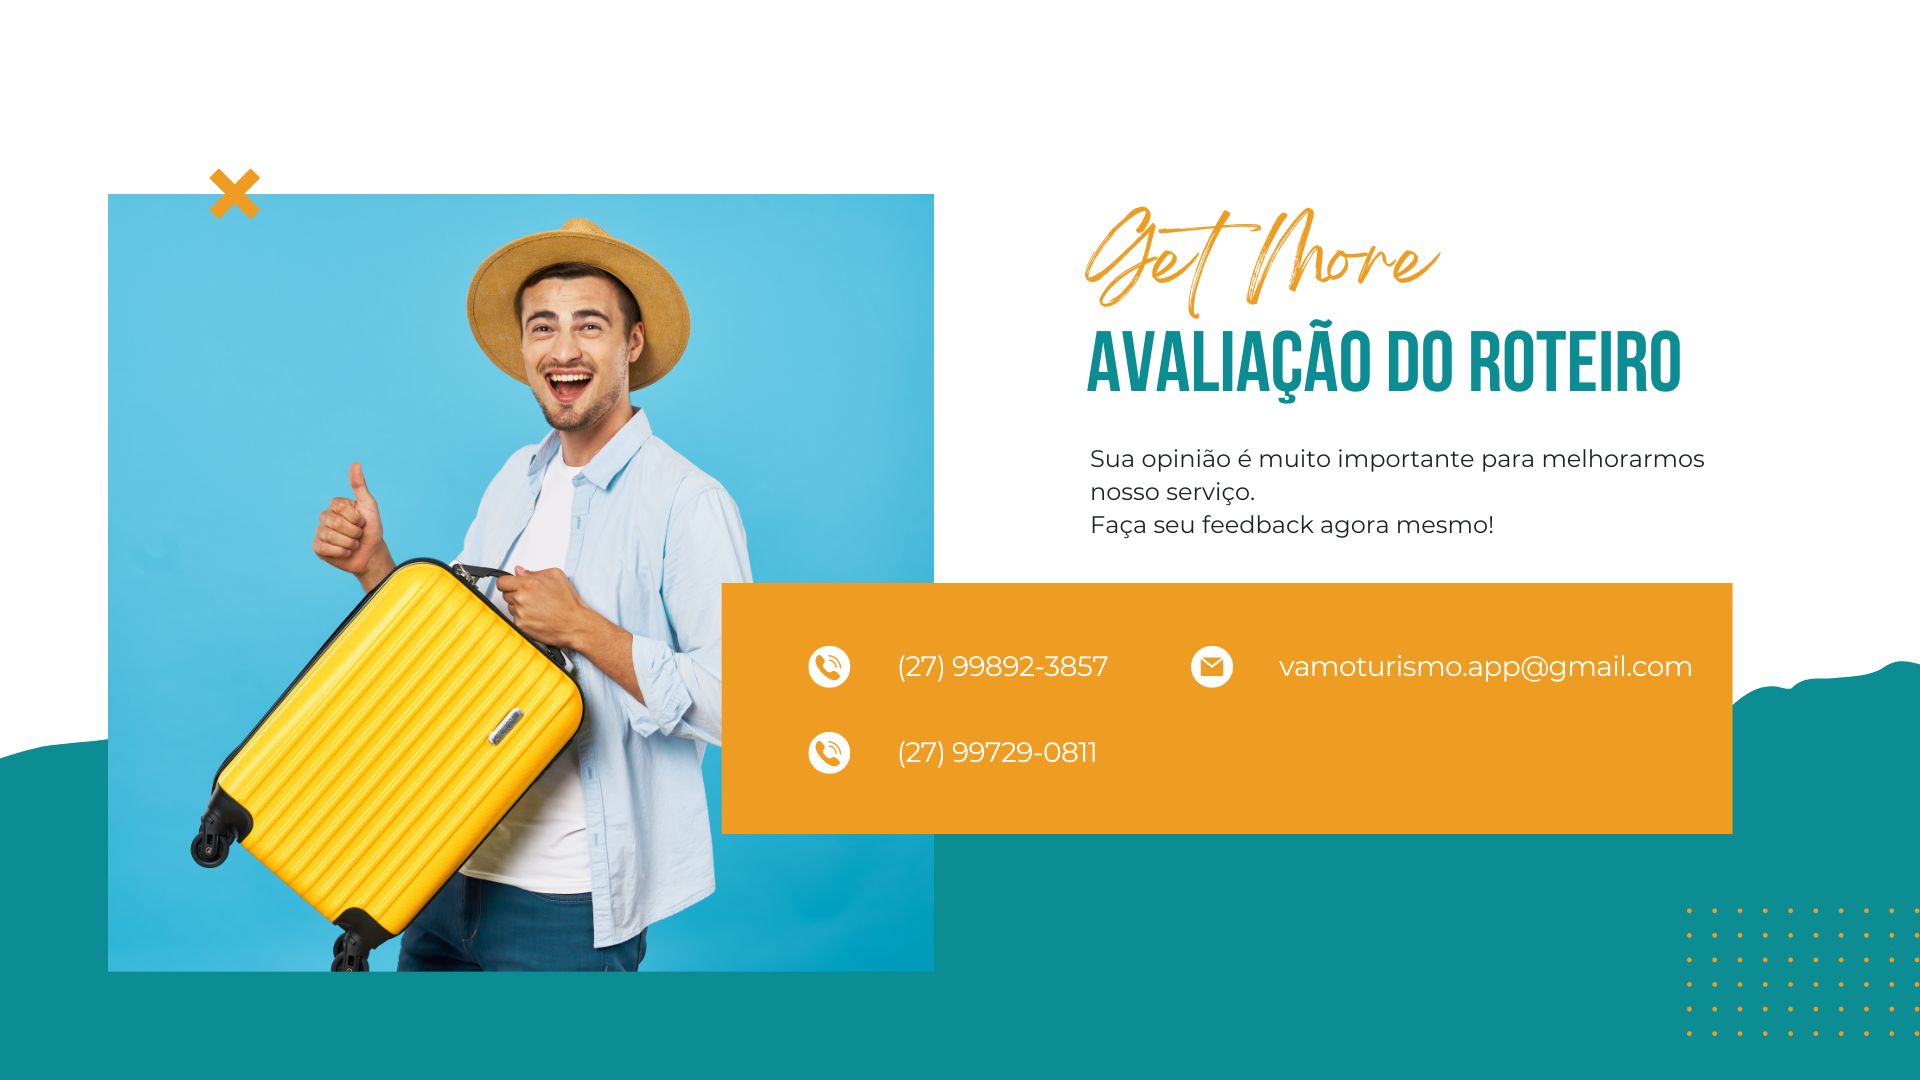 Get More
AVALIAÇÃO DO ROTEIRO
Sua opinião é muito importante para melhorarmos
nosso serviço.
Faça seu feedback agora mesmo!
(27) 99892-3857
vamoturismo.app@gmail.com
(27) 99729-0811